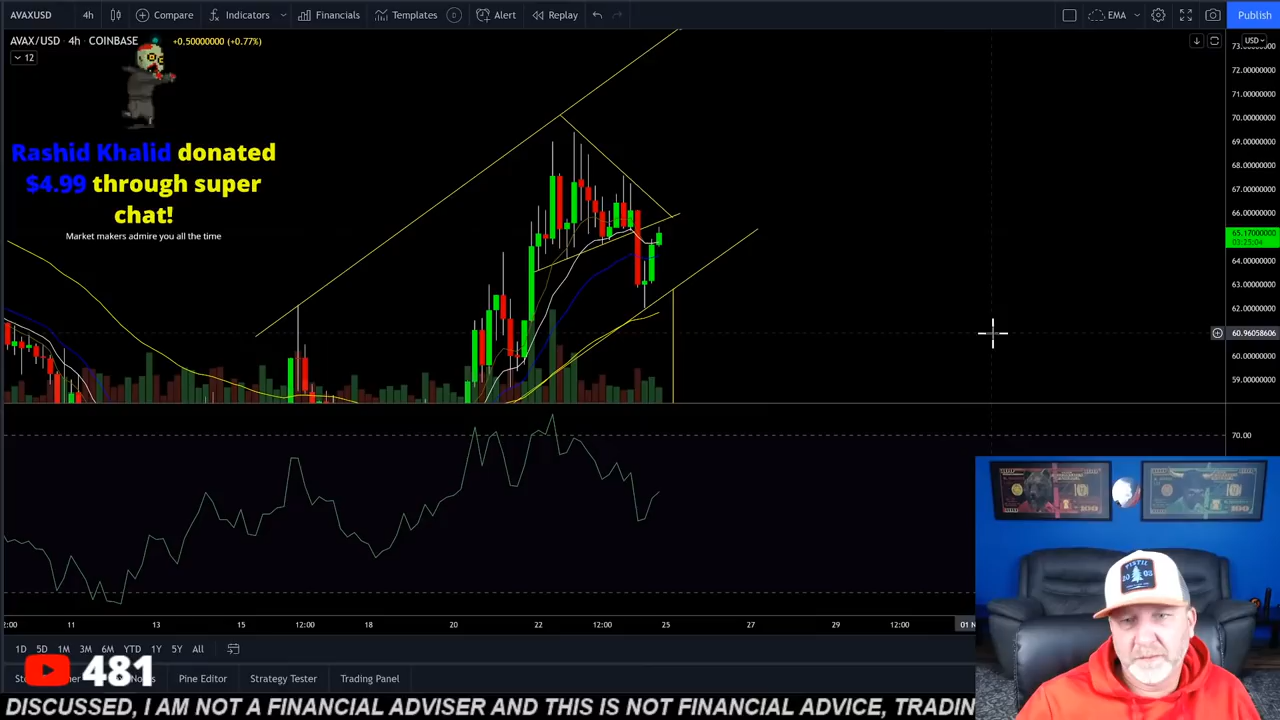 AVAXUSD 4h Compare Indicators Financials Templates Alert Replay EMA Publish
AVAX/USD 4h COINBASE +0.50000000 (+0.77%) USD
12
Rashid Khalid donated
$4.99 through super
chat!
Market makers admire you all the time
72.00000000
71.00000000
70.00000000
69.00000000
68.00000000
67.00000000
66.00000000
65.17000000
03:25:04
64.00000000
63.00000000
62.00000000
60.96058606
60.00000000
59.00000000
70.00
PISTIL
11 13 15 12:00 18 20 22 12:00 25 27 29 12:00
1D 5D 1M 3M 6M YTD 1Y 5Y All
481
Pine Editor Strategy Tester Trading Panel
DISCUSSED, I AM NOT A FINANCIAL ADVISER AND THIS IS NOT FINANCIAL ADVICE, TRADIN